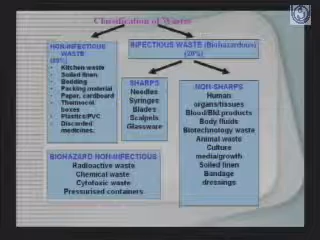 Classification of Wastes
NON-INFECTIOUS
WASTE
(80%)
• Kitchen waste
• Soiled linen
• Bedding
• Packing material
• Paper, cardboard
• Thermocol
boxes
• Plastics/PVC
• Discarded
medicines.
INFECTIOUS WASTE (Biohazardous)
(20%)
SHARPS
Needles
Syringes
Blades
Scalpels
Glassware
NON-SHARPS
Human
organs/tissues
Blood/Bld.products
Body fluids
Biotechnology waste
Animal waste
Culture
media/growth
Soiled linen
Bandage
dressings
BIOHAZARD NON-INFECTIOUS
Radioactive waste
Chemical waste
Cytotoxic waste
Pressurised containers